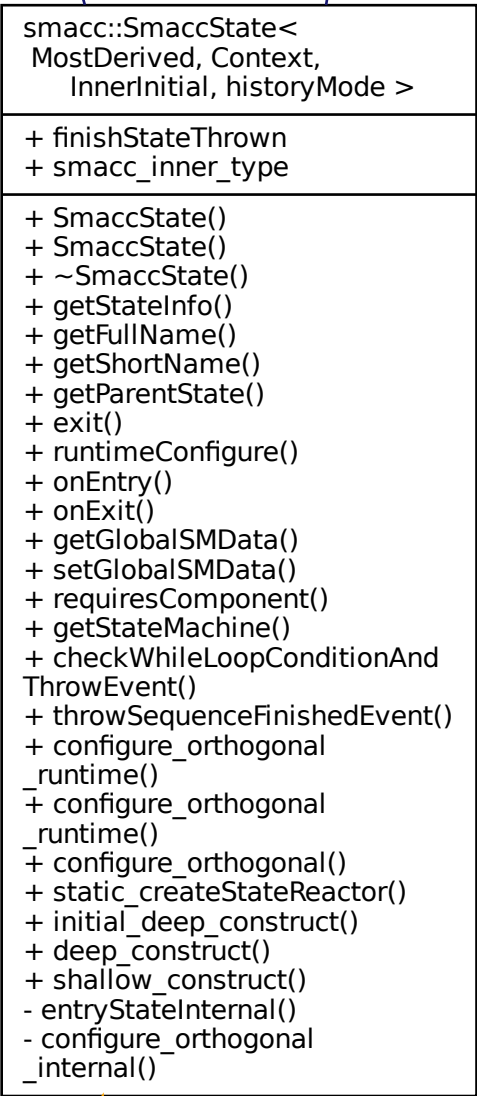 smacc::SmaccState<
MostDerived, Context,
InnerInitial, historyMode >
+ finishStateThrown
+ smacc_inner_type
+ SmaccState()
+ SmaccState()
+ ~SmaccState()
+ getStateInfo()
+ getFullName()
+ getShortName()
+ getParentState()
+ exit()
+ runtimeConfigure()
+ onEntry()
+ onExit()
+ getGlobalSMData()
+ setGlobalSMData()
+ requiresComponent()
+ getStateMachine()
+ checkWhileLoopConditionAnd
ThrowEvent()
+ throwSequenceFinishedEvent()
+ configure_orthogonal
_runtime()
+ configure_orthogonal
_runtime()
+ configure_orthogonal()
+ static_createStateReactor()
+ initial_deep_construct()
+ deep_construct()
+ shallow_construct()
- entryStateInternal()
- configure_orthogonal
_internal()